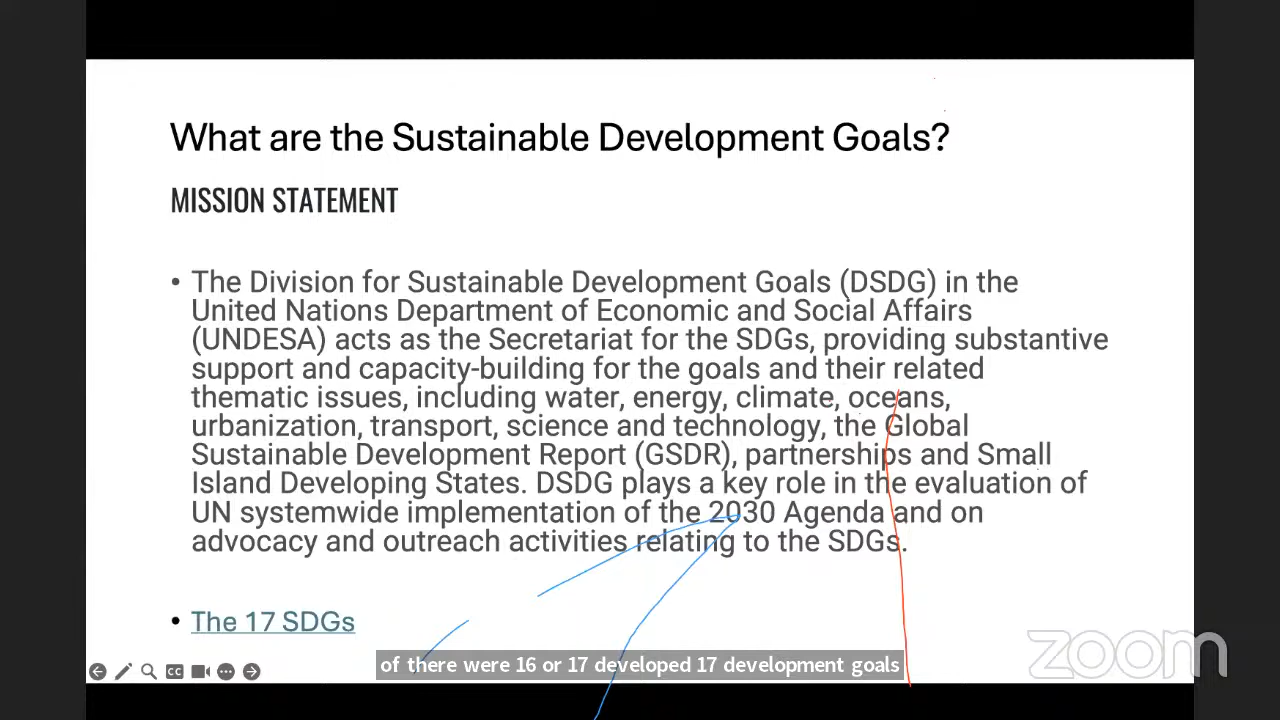 What are the Sustainable Development Goals?
MISSION STATEMENT
• The Division for Sustainable Development Goals (DSDG) in the
United Nations Department of Economic and Social Affairs
(UNDESA) acts as the Secretariat for the SDGs, providing substantive
support and capacity-building for the goals and their related
thematic issues, including water, energy, climate, oceans,
urbanization, transport, science and technology, the Global
Sustainable Development Report (GSDR), partnerships and Small
Island Developing States. DSDG plays a key role in the evaluation of
UN systemwide implementation of the 2030 Agenda and on
advocacy and outreach activities relating to the SDGs.
• The 17 SDGs
of there were 16 or 17 developed 17 development goals
CC
zoom